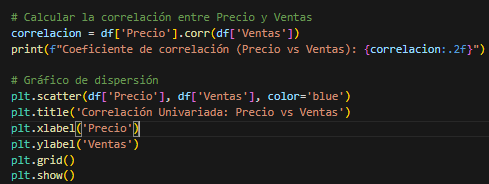 # Calcular la correlación entre Precio y Ventas
correlacion = df['Precio'].corr(df['Ventas'])
print(f"Coeficiente de correlación (Precio vs Ventas): {correlacion:.2f}")
# Gráfico de dispersión
plt.scatter(df['Precio'], df['Ventas'], color='blue')
plt.title('Correlación Univariada: Precio vs Ventas')
plt.xlabel('Precio')
plt.ylabel('Ventas')
plt.grid()
plt.show()